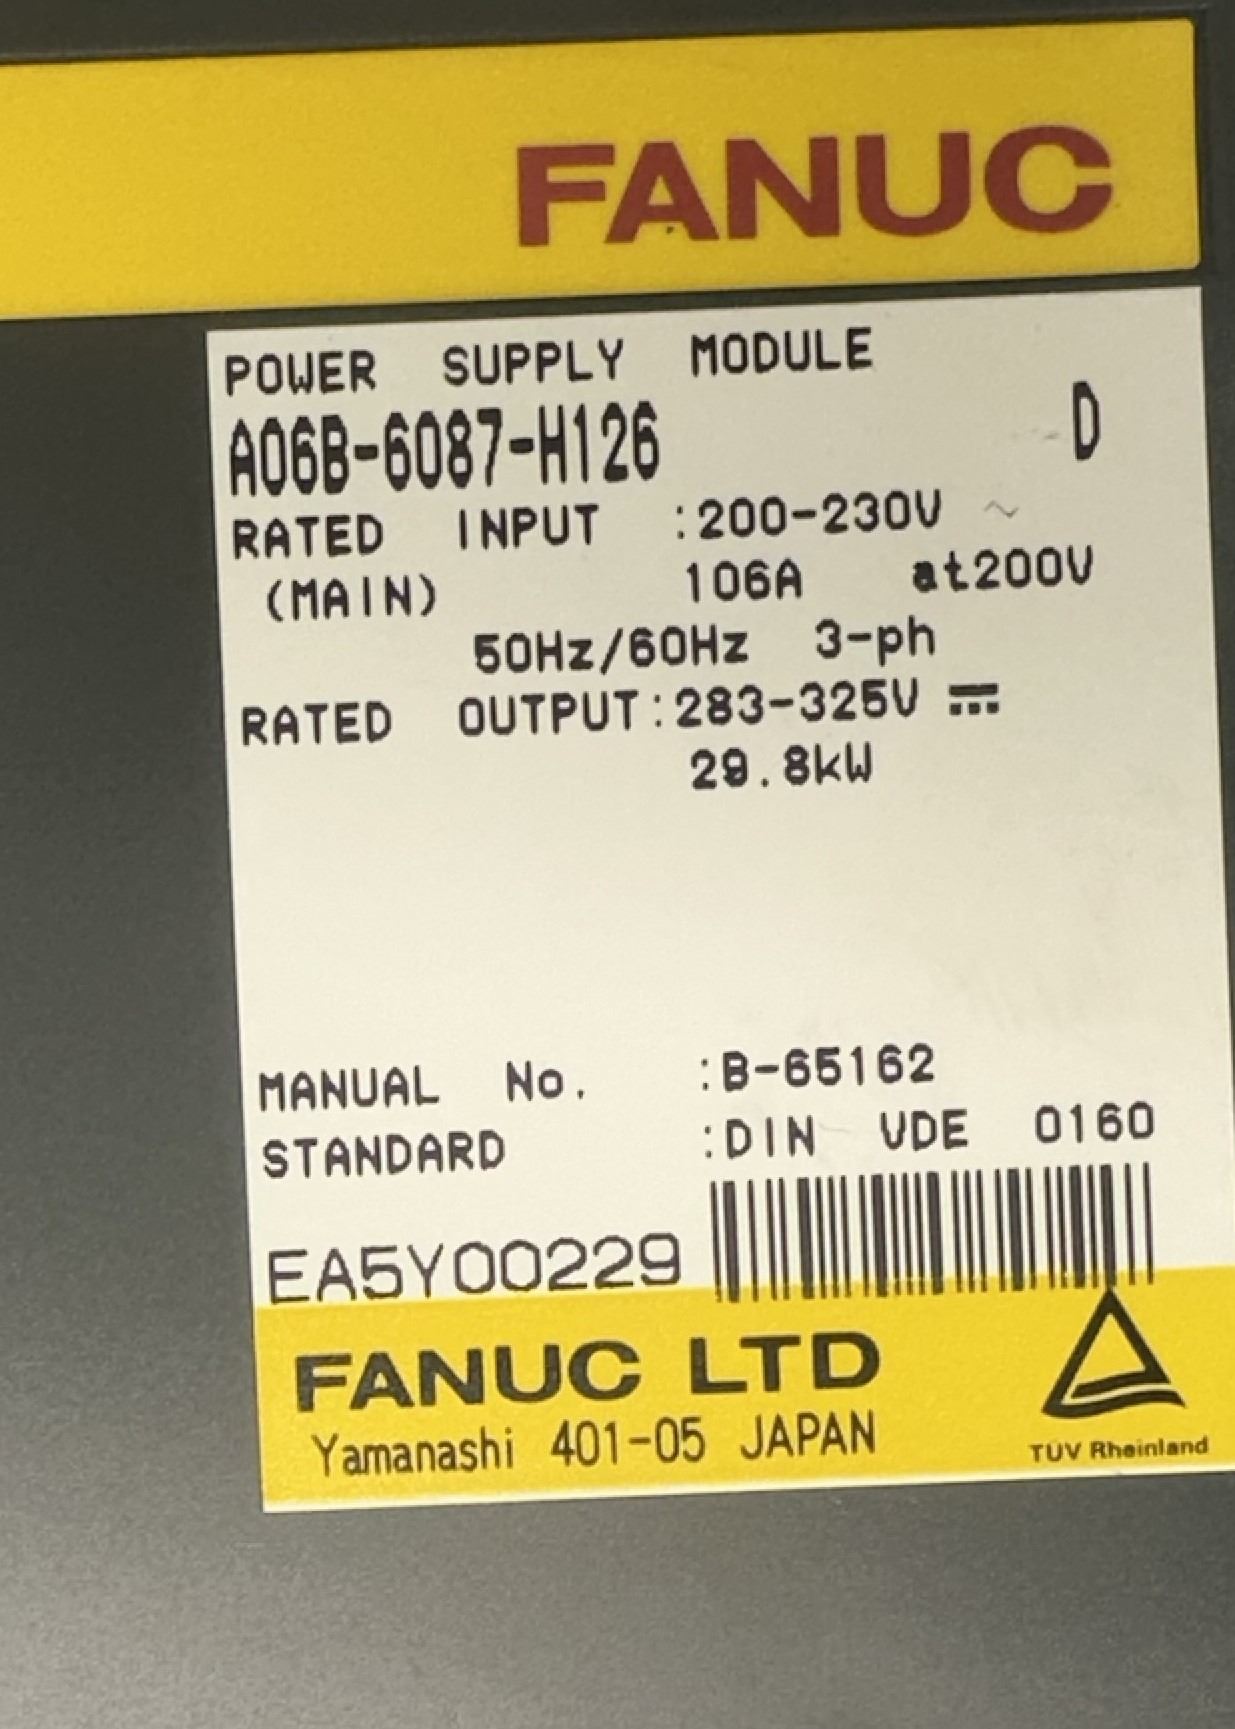 FANUC
POWER SUPPLY MODULE
A06B-6087-H126 D
RATED INPUT :200-230V ~
(MAIN) 106A at200V
50Hz/60Hz 3-ph
RATED OUTPUT:283-325V ⎓
29.8kW
MANUAL No. :B-65162
STANDARD :DIN VDE 0160
EA5Y00229
FANUC LTD
Yamanashi 401-05 JAPAN
TUV Rheinland